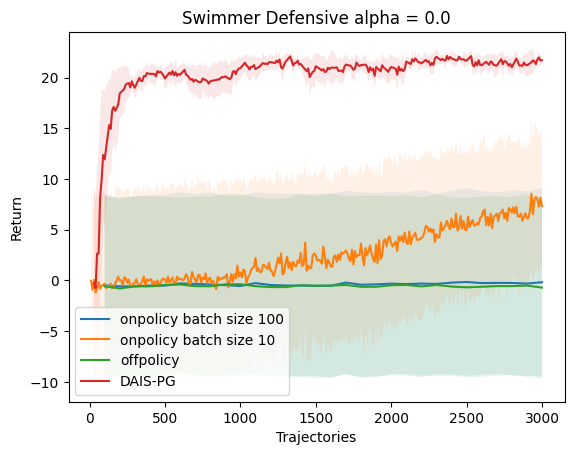 Swimmer Defensive alpha = 0.0
Return
20
15
10
5
0
−5
−10
onpolicy batch size 100
onpolicy batch size 10
offpolicy
DAIS-PG
0 500 1000 1500 2000 2500 3000
Trajectories